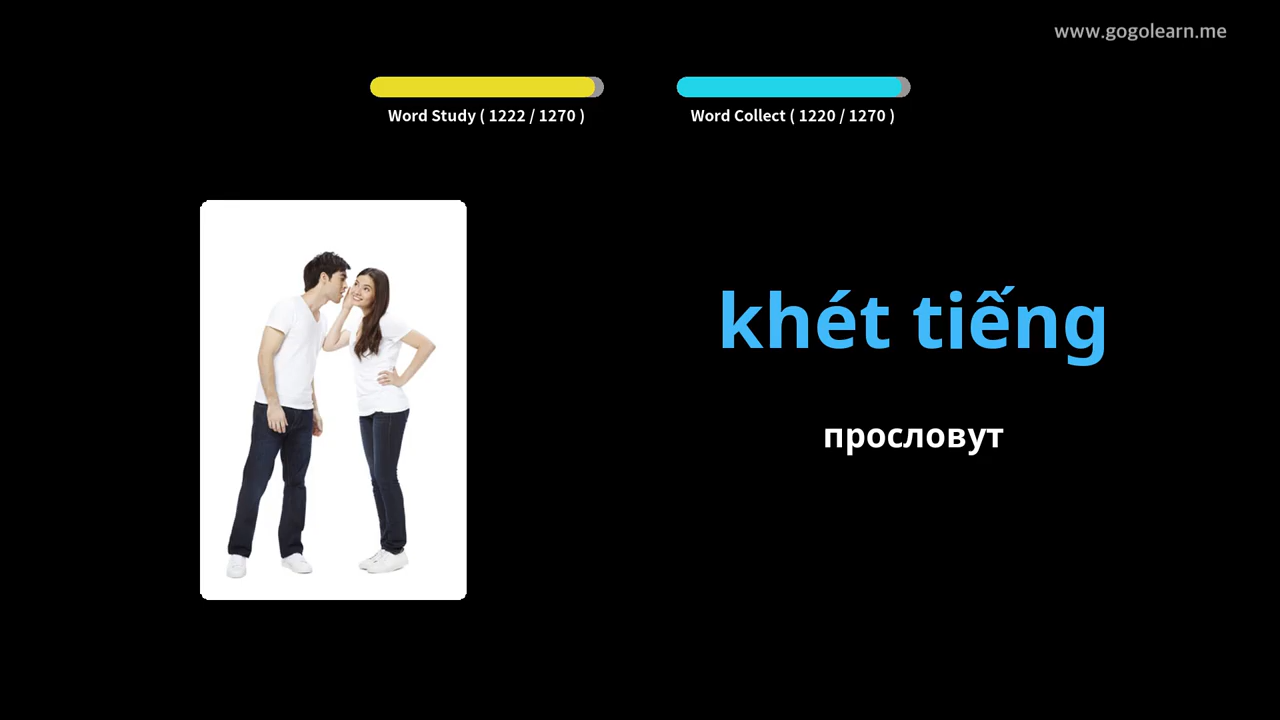 www.gogolearn.me
Word Study ( 1222 / 1270 )
Word Collect ( 1220 / 1270 )
khét tiếng
прословут